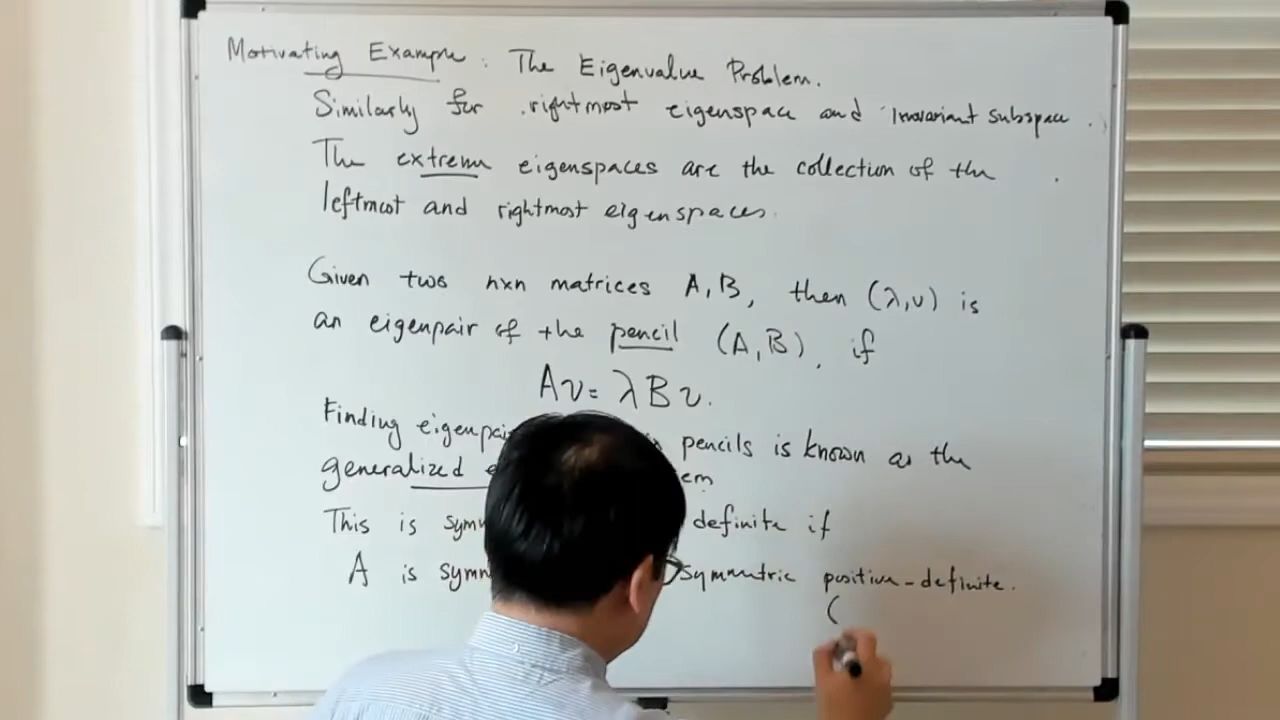 Motivating Example : The Eigenvalue Problem.
Similarly for rightmost eigenspace and invariant subspace.
The extreme eigenspaces are the collection of the
leftmost and rightmost eigenspaces.
Given two nxn matrices A, B, then (λ,v) is
an eigenpair of the pencil (A,B), if
Av = λBv.
Finding pencils is known as the
generalized
This is definite if
A is symmetric positive-definite.
(